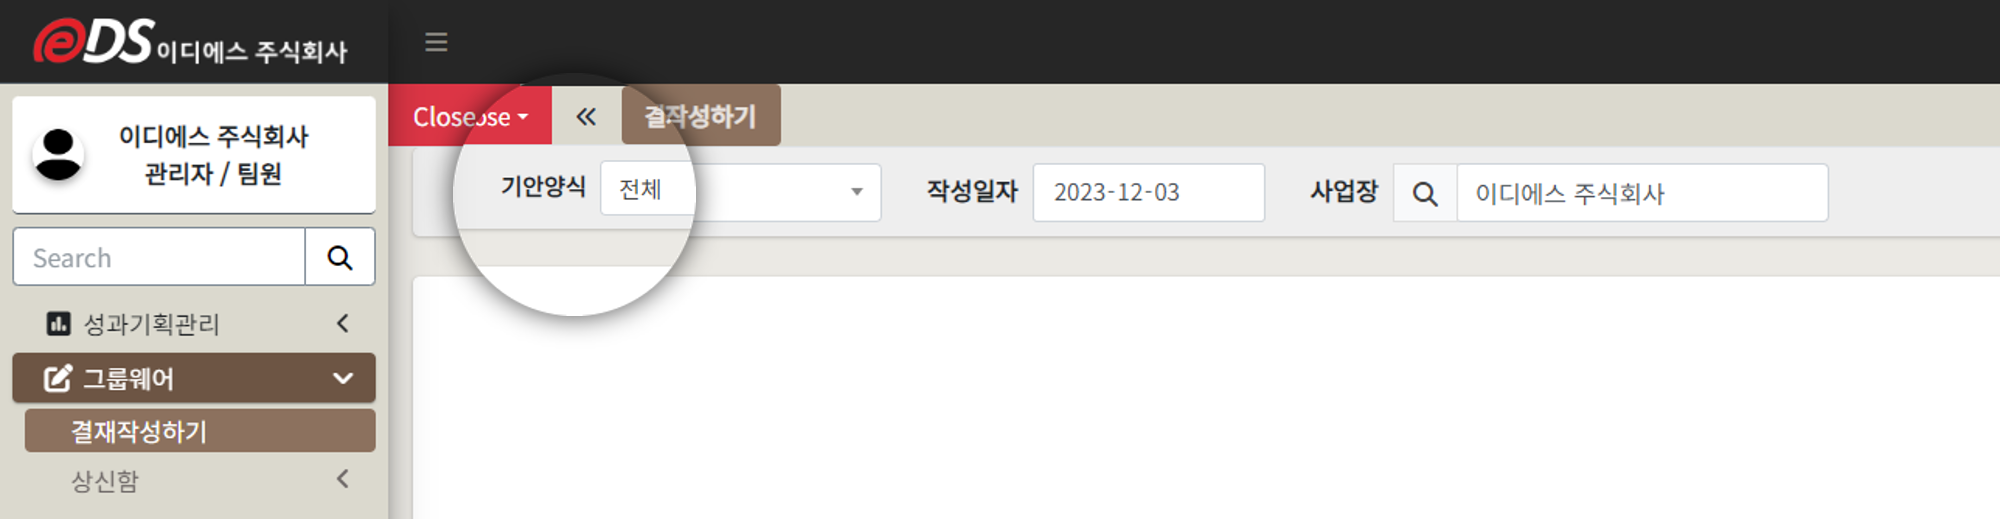 eDS 이디에스 주식회사
이디에스 주식회사
관리자 / 팀원
Search
성과기획관리
그룹웨어
결재작성하기
상신함
Closeose
결작성하기
기안양식 전체 작성일자 2023-12-03 사업장 이디에스 주식회사